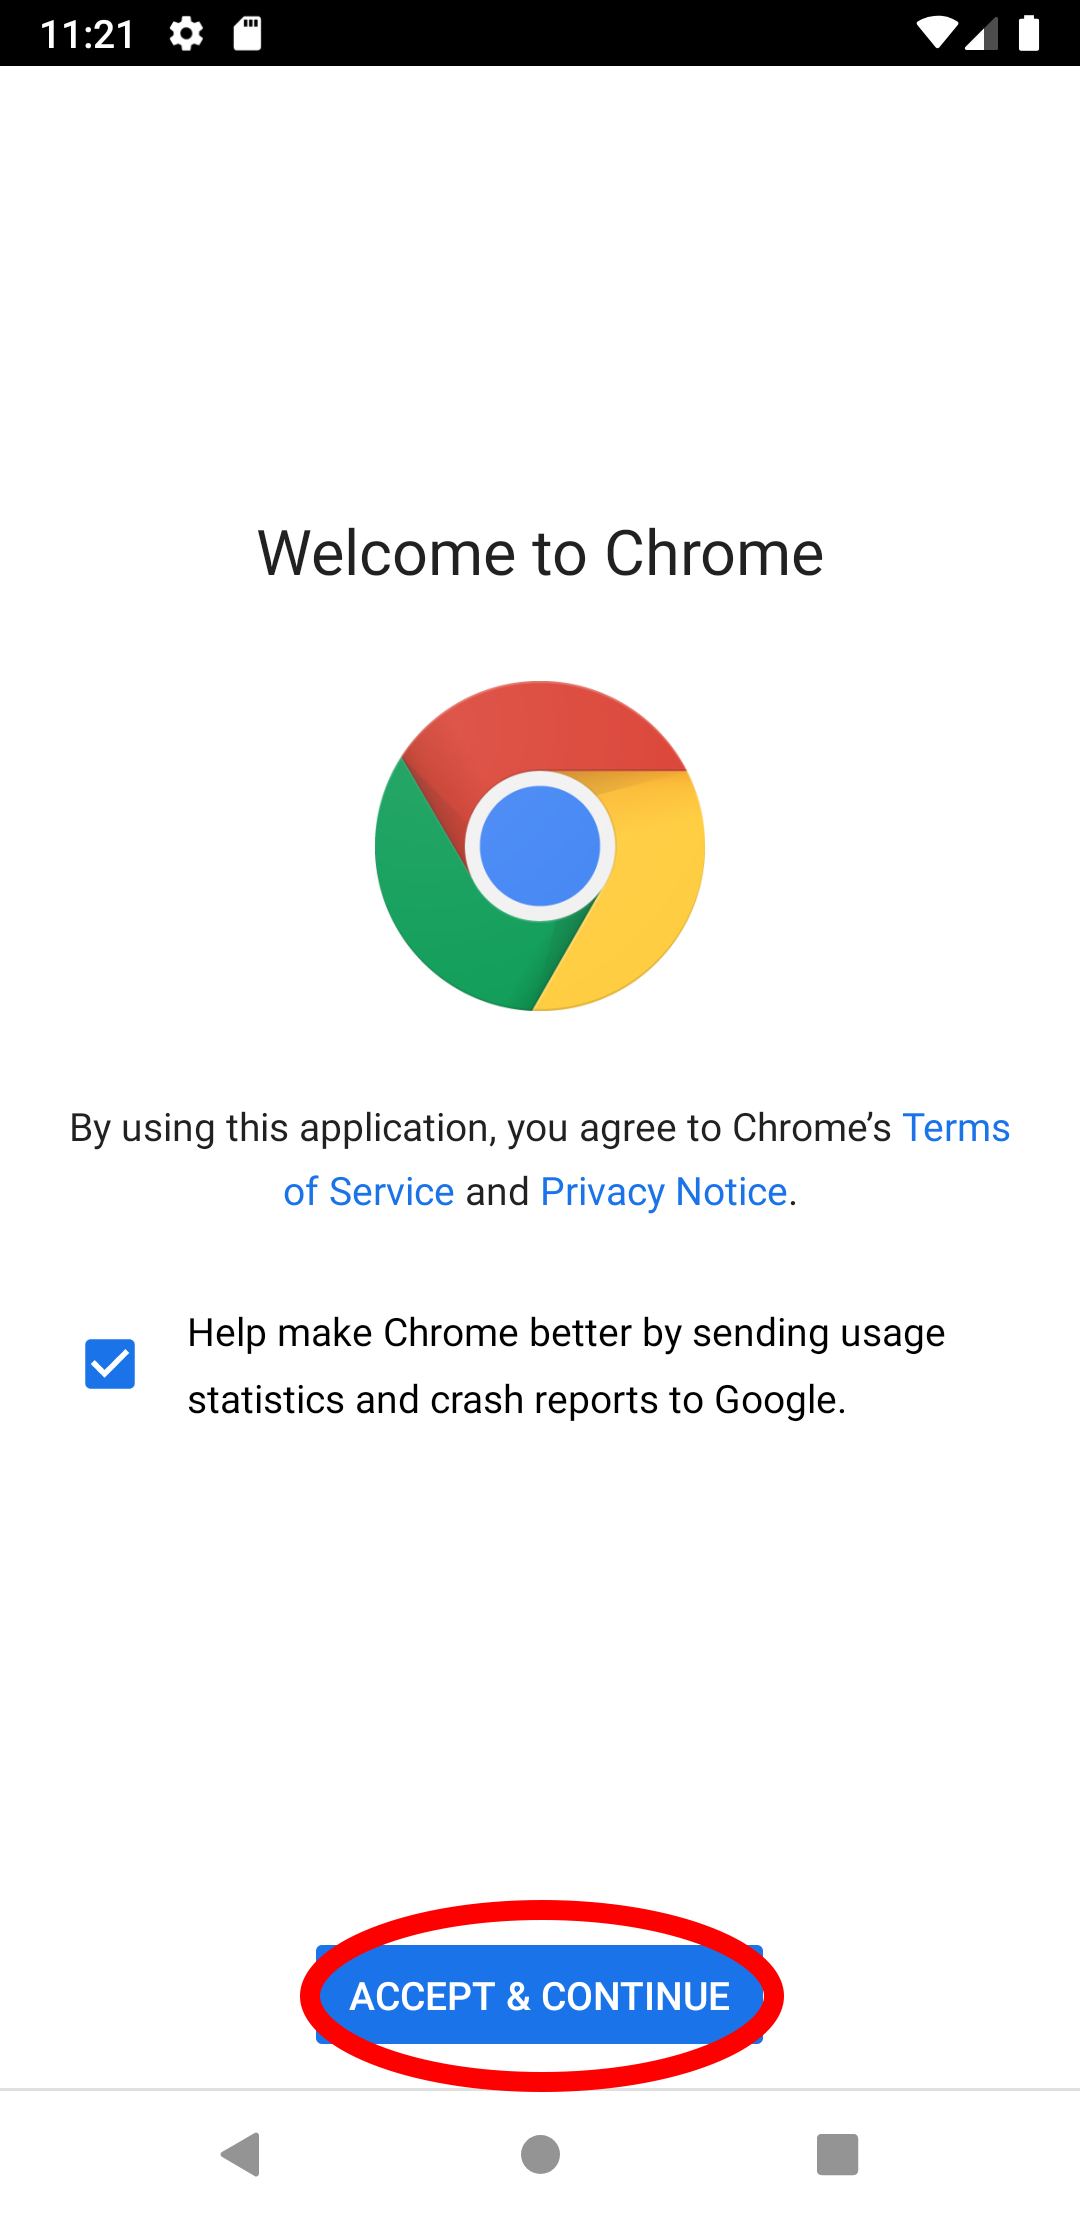 11:21
Welcome to Chrome
By using this application, you agree to Chrome’s Terms
of Service and Privacy Notice.
Help make Chrome better by sending usage
statistics and crash reports to Google.
ACCEPT & CONTINUE